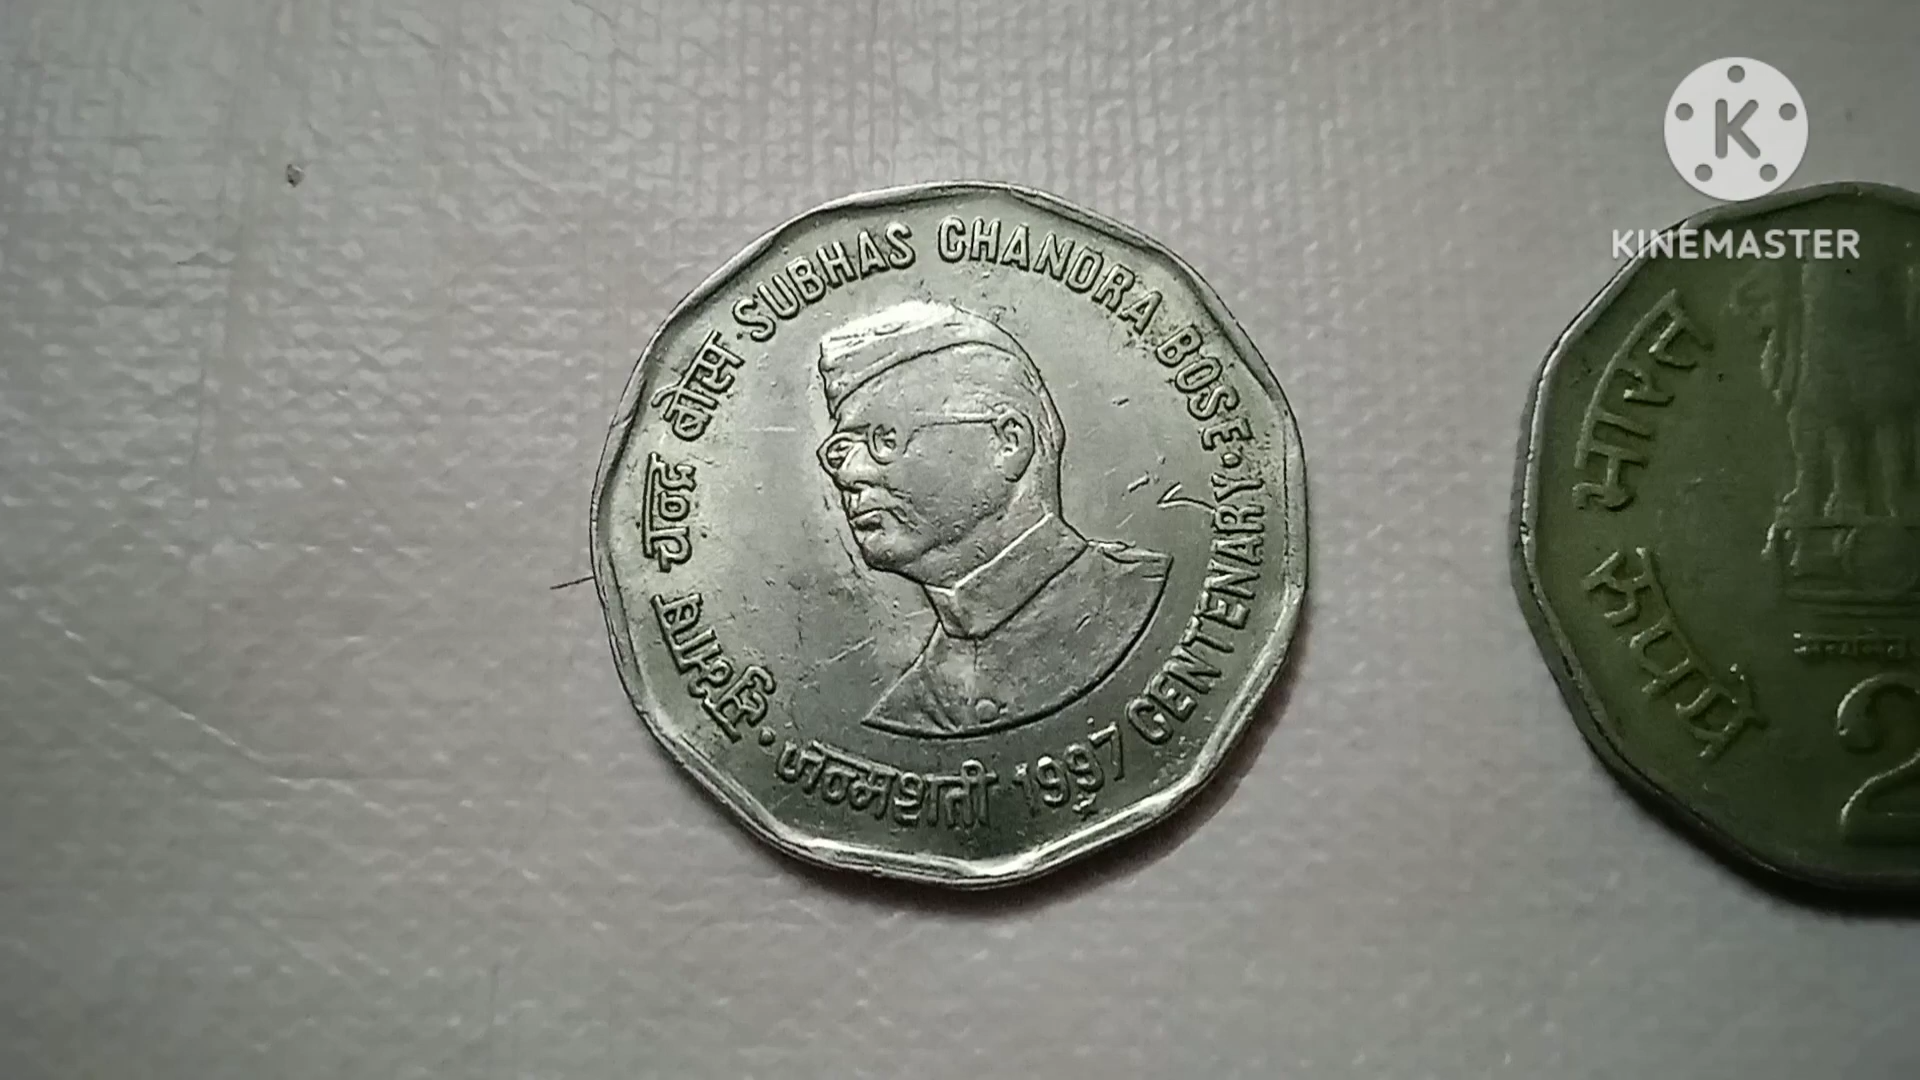 सुभाष चन्द्र बोस SUBHAS CHANDRA BOSE
जन्मशती 1997 CENTENARY
K
KINEMASTER
भारत
रूपये
2